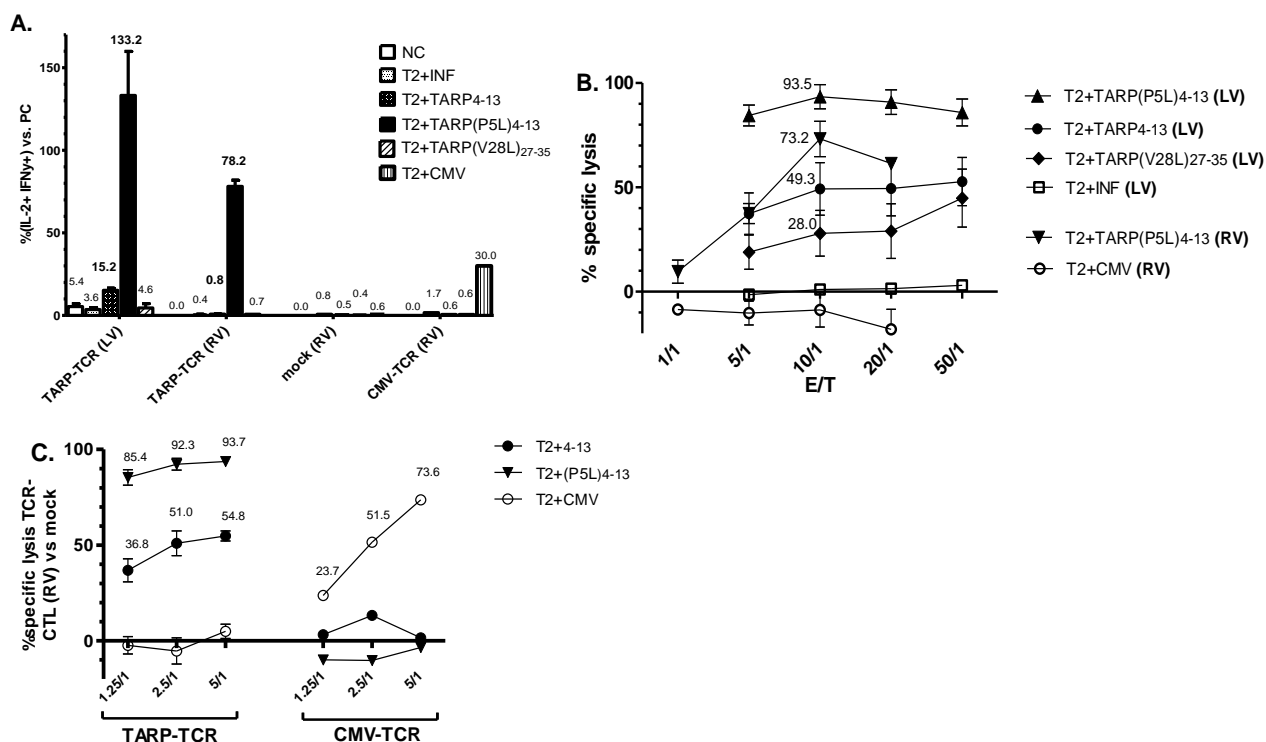 A.
%(IL-2+ IFNγ+) vs. PC
150
100
50
0
5.4
3.6
15.2
133.2
4.6
0.0
0.4
0.8
78.2
0.7
0.0
0.8
0.5
0.4
0.6
0.0
1.7
0.6
0.6
30.0
TARP-TCR (LV)
TARP-TCR (RV)
mock (RV)
CMV-TCR (RV)
NC
T2+INF
T2+TARP4-13
T2+TARP(P5L)4-13
T2+TARP(V28L)27-35
T2+CMV
B.
% specific lysis
100
50
0
93.5
73.2
49.3
28.0
1/1
5/1
10/1
20/1
50/1
E/T
T2+TARP(P5L)4-13 (LV)
T2+TARP4-13 (LV)
T2+TARP(V28L)27-35 (LV)
T2+INF (LV)
T2+TARP(P5L)4-13 (RV)
T2+CMV (RV)
C.
%specific lysis TCR-
CTL (RV) vs mock
100
50
0
85.4
92.3
93.7
36.8
51.0
54.8
23.7
51.5
73.6
1.25/1
2.5/1
5/1
1.25/1
2.5/1
5/1
TARP-TCR
CMV-TCR
T2+4-13
T2+(P5L)4-13
T2+CMV